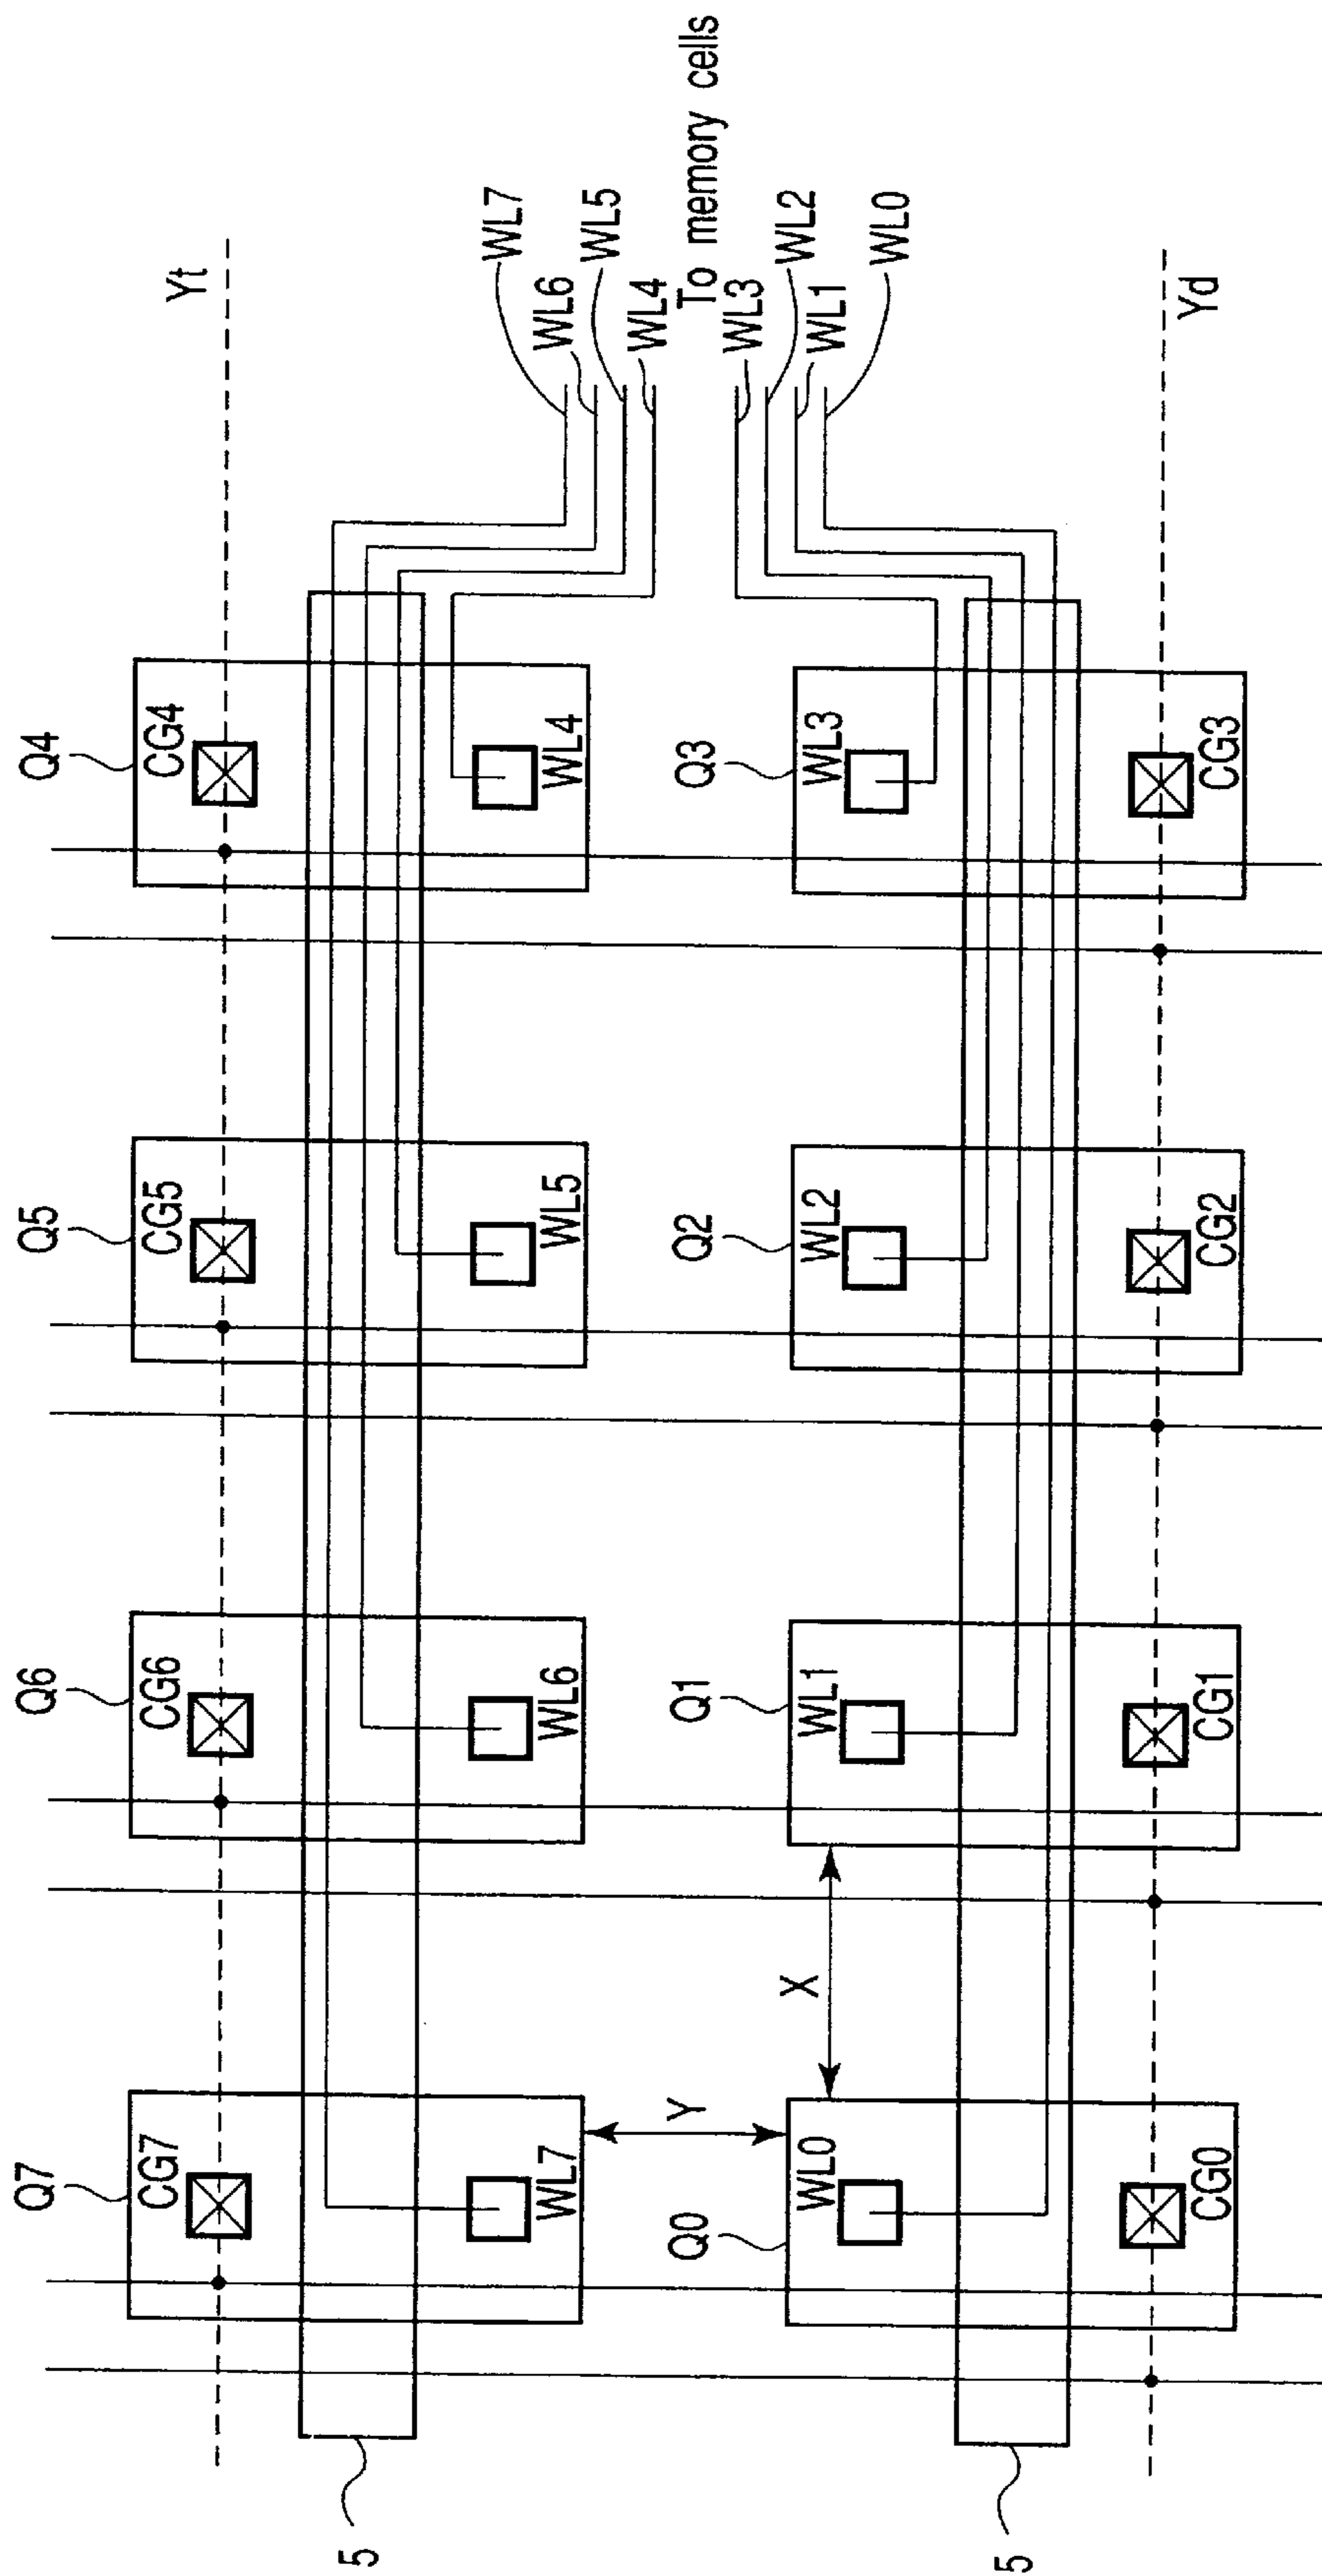 Q7
Q6
Q5
Q4
CG7
CG6
CG5
CG4
Yt
WL7
WL6
WL5
WL4
WL7
WL6
WL5
WL4
To memory cells
WL3
WL2
WL1
WL0
5
Y
X
Q0
Q1
Q2
Q3
WL0
WL1
WL2
WL3
CG0
CG1
CG2
CG3
Yd
5